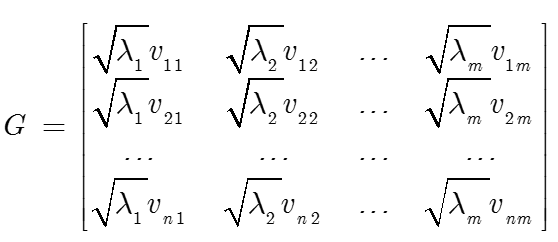 √λ₁ v₁₁ √λ₂ v₁₂ … √λₘ v₁ₘ
√λ₁ v₂₁ √λ₂ v₂₂ … √λₘ v₂ₘ
G = … … … …
√λ₁ vₙ₁ √λ₂ vₙ₂ … √λₘ vₙₘ